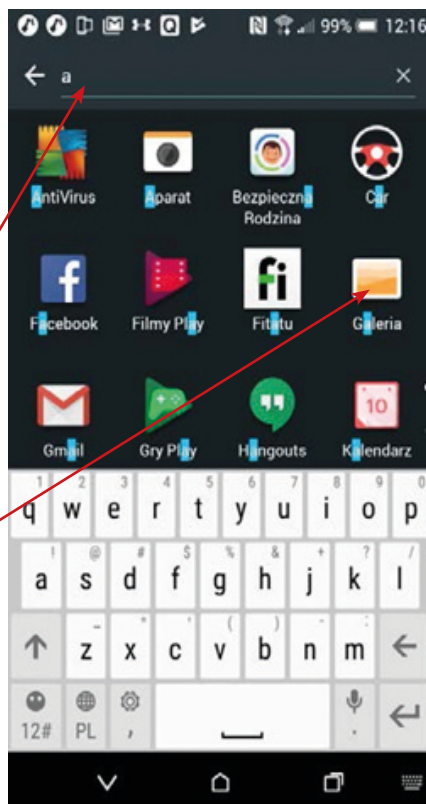 99% 12:16
a
AntiVirus Aparat Bezpieczna Rodzina Car
Facebook Filmy Play Fitatu Galeria
Gmail Gry Play Hangouts Kalendarz
10
1 2 3 4 5 6 7 8 9 0
q w e r t y u i o p
! @ # $ % & + ? /
a s d f g h j k l
- * " ' ( ) - :
z x c v b n m
12# PL , .